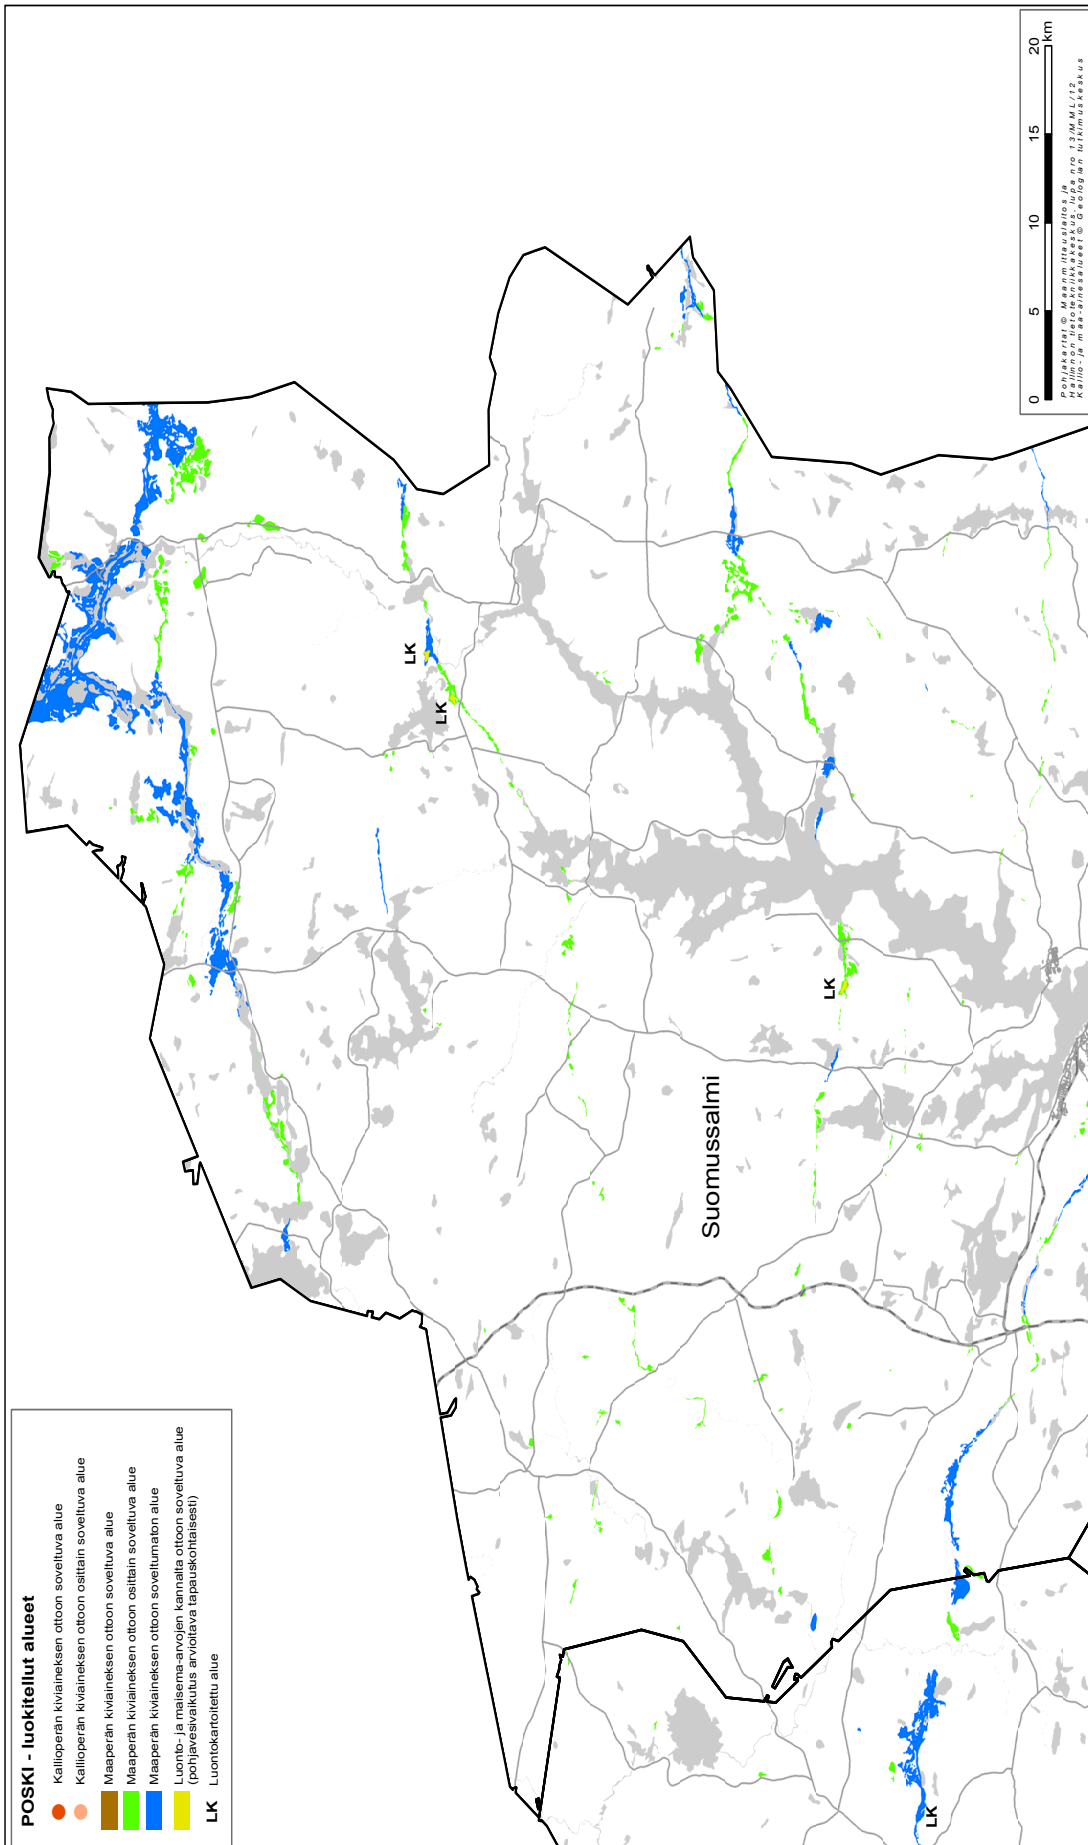 POSKI - luokitellut alueet
Kallioperän kiviaineksen ottoon soveltuva alue
Kallioperän kiviaineksen ottoon osittain soveltuva alue
Maaperän kiviaineksen ottoon soveltuva alue
Maaperän kiviaineksen ottoon osittain soveltuva alue
Maaperän kiviaineksen ottoon soveltumaton alue
Luonto- ja maisema-arvojen kannalta ottoon soveltuva alue
(pohjavesivaikutus arvioitava tapauskohtaisesti)
LK Luontokartoitettu alue
LK
LK
LK
LK
Suomussalmi
0 5 10 15 20
km
Pohjakartat © Maanmittauslaitos ja
Hallinnon tietotekniikkakeskus, lupa nro 13/MML/12
Kallio- ja maa-ainesalueet © Geologian tutkimuskeskus